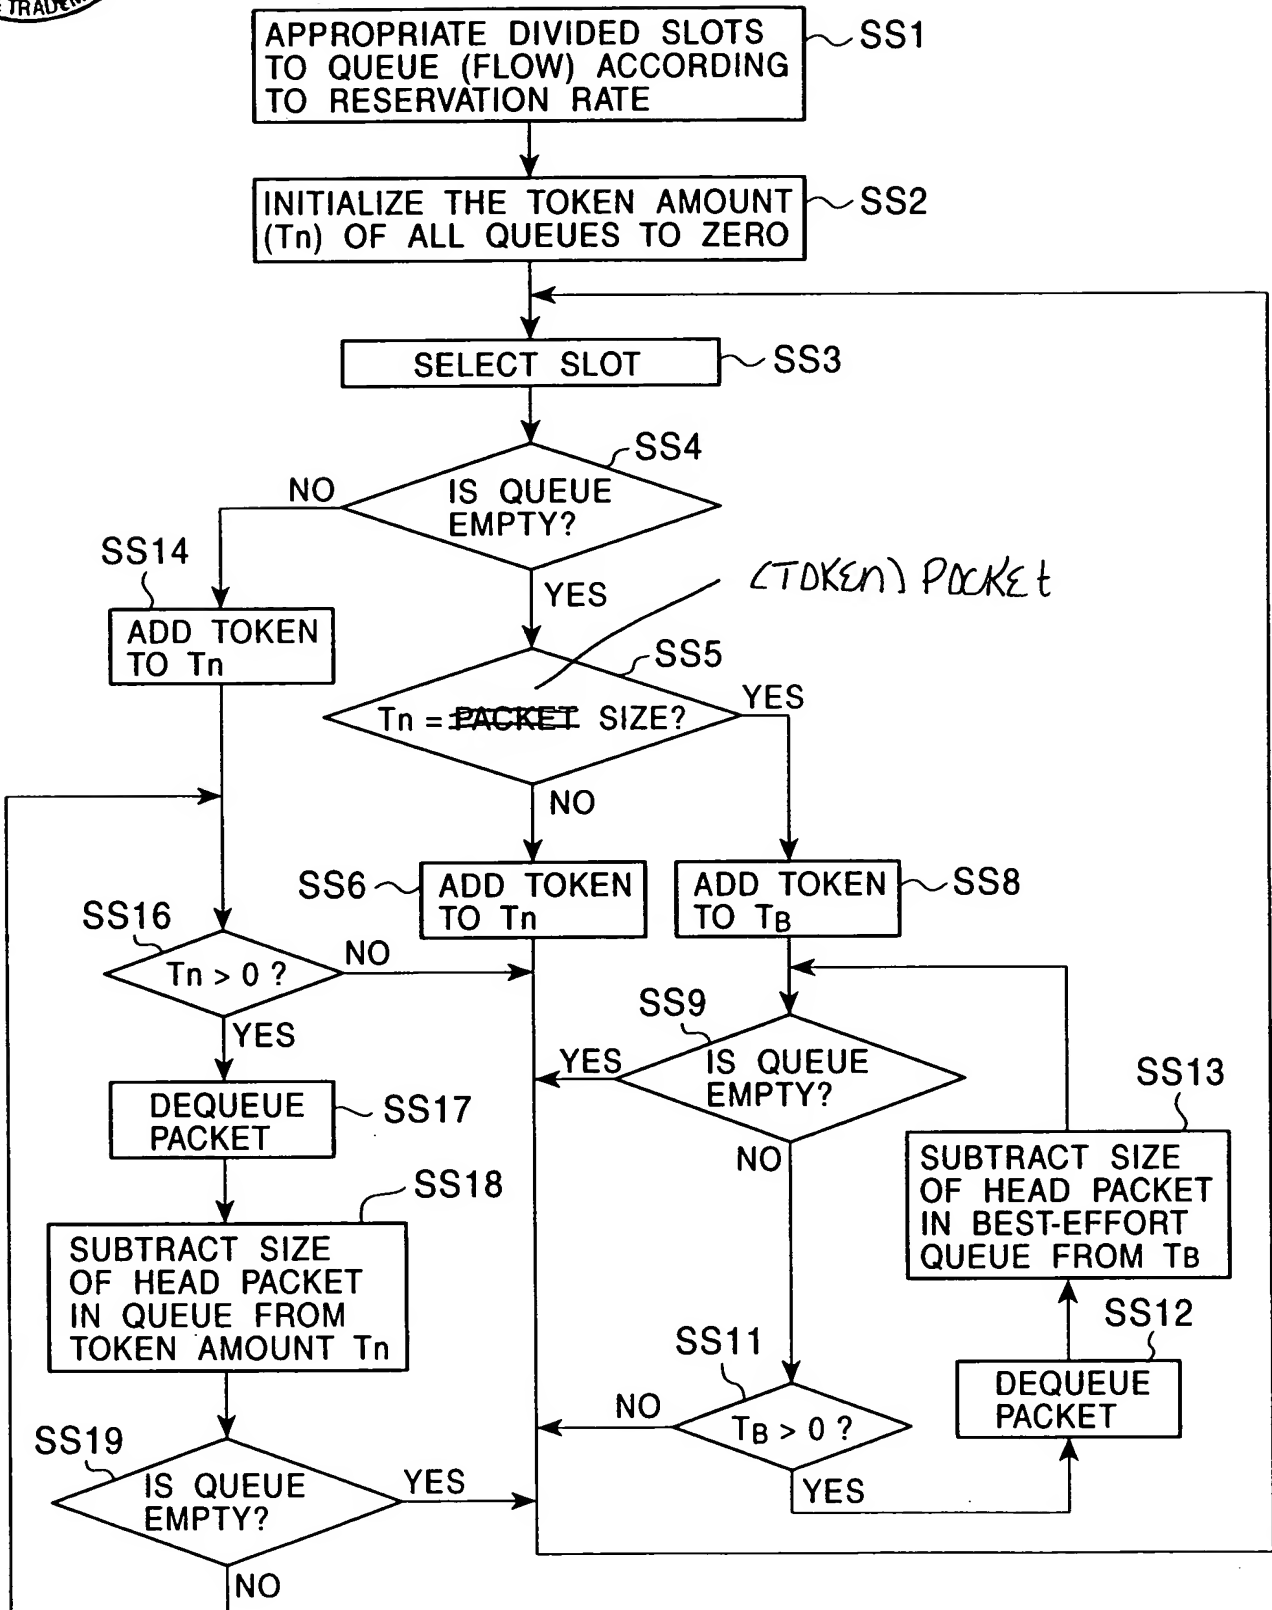 TRADEM
APPROPRIATE DIVIDED SLOTS
TO QUEUE (FLOW) ACCORDING
TO RESERVATION RATE
SS1
INITIALIZE THE TOKEN AMOUNT
(Tn) OF ALL QUEUES TO ZERO
SS2
SELECT SLOT
SS3
SS4
IS QUEUE
EMPTY?
NO
YES
SS14
ADD TOKEN
TO Tn
(TOKEn) POCKEt
SS5
Tn = PACKET SIZE?
YES
NO
SS6
ADD TOKEN
TO Tn
ADD TOKEN
TO TB
SS8
SS16
Tn > 0 ?
NO
YES
SS9
IS QUEUE
EMPTY?
YES
NO
SS13
SUBTRACT SIZE
OF HEAD PACKET
IN BEST-EFFORT
QUEUE FROM TB
DEQUEUE
PACKET
SS17
SS18
SUBTRACT SIZE
OF HEAD PACKET
IN QUEUE FROM
TOKEN AMOUNT Tn
SS12
DEQUEUE
PACKET
SS11
TB > 0 ?
NO
YES
SS19
IS QUEUE
EMPTY?
YES
NO